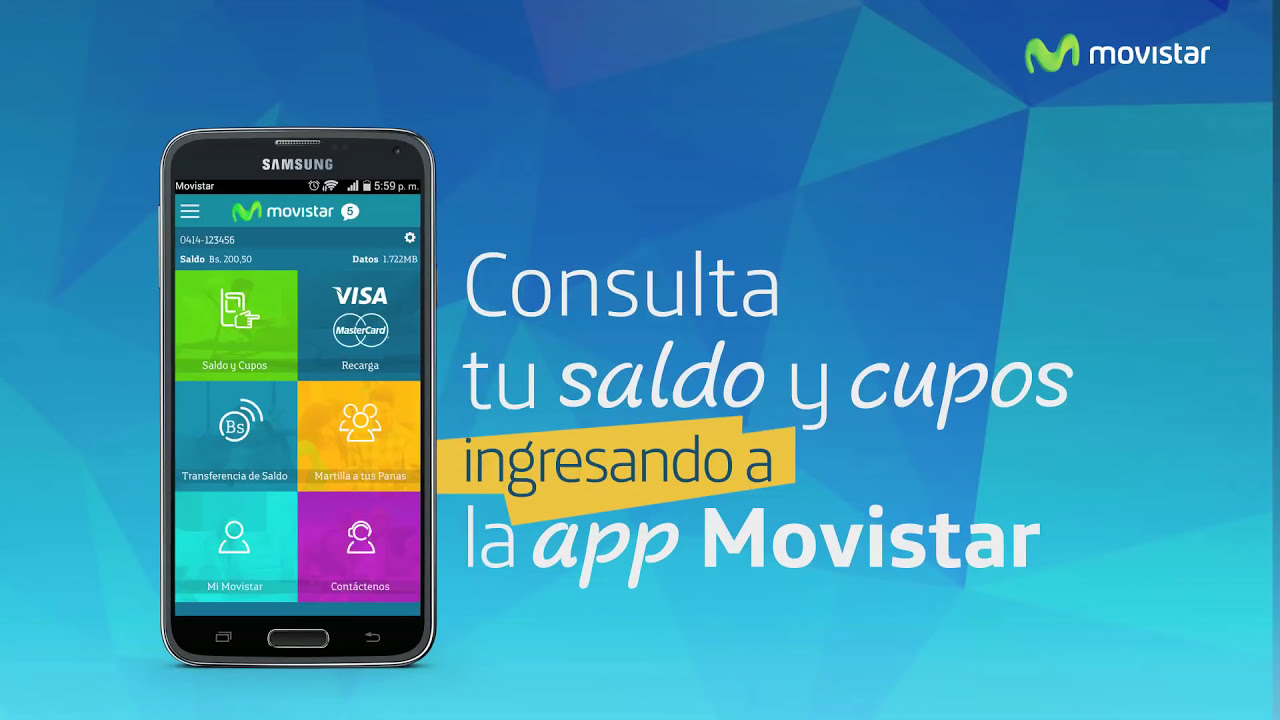 movistar
SAMSUNG
Movistar 5:59 p. m.
movistar 5
0414-123456
Saldo Bs. 200,50 Datos 1.722MB
VISA
MasterCard
Saldo y Cupos Recarga
Bs
Transferencia de Saldo Martilla a tus Panas
Mi Movistar Contáctenos
Consulta
tu saldo y cupos
ingresando a
la app Movistar